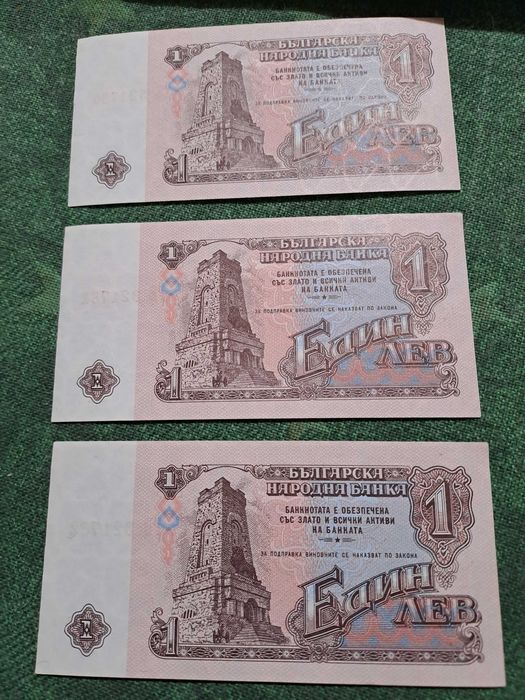 1
БЪЛГАРСКА
НАРОДНА БАНКА
1
БАНКНОТАТА Е ОБЕЗПЕЧЕНА
СЪС ЗЛАТО И ВСИЧКИ АКТИВИ
НА БАНКАТА
ЗА ПОДПРАВКА ВИНОВНИТЕ СЕ НАКАЗВАТ ПО ЗАКОНА
ЕДИН
ЛЕВ
1
1
БЪЛГАРСКА
НАРОДНА БАНКА
1
БАНКНОТАТА Е ОБЕЗПЕЧЕНА
СЪС ЗЛАТО И ВСИЧКИ АКТИВИ
НА БАНКАТА
ЗА ПОДПРАВКА ВИНОВНИТЕ СЕ НАКАЗВАТ ПО ЗАКОНА
ЕДИН
ЛЕВ
1
1
БЪЛГАРСКА
НАРОДНА БАНКА
1
БАНКНОТАТА Е ОБЕЗПЕЧЕНА
СЪС ЗЛАТО И ВСИЧКИ АКТИВИ
НА БАНКАТА
ЗА ПОДПРАВКА ВИНОВНИТЕ СЕ НАКАЗВАТ ПО ЗАКОНА
ЕДИН
ЛЕВ
1